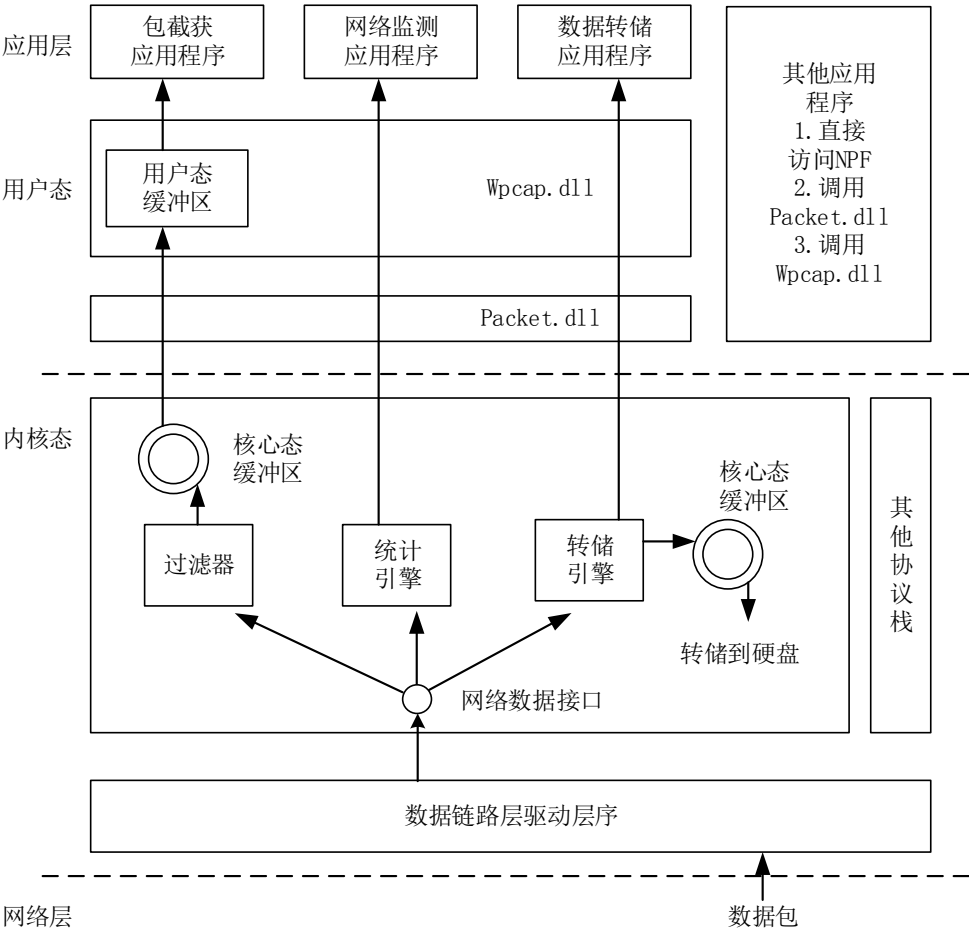 应用层
包截获
应用程序
网络监测
应用程序
数据转储
应用程序
其他应用
程序
1.直接
访问NPF
2.调用
Packet.dll
3.调用
Wpcap.dll
用户态
用户态
缓冲区
Wpcap.dll
Packet.dll
内核态
核心态
缓冲区
核心态
缓冲区
过滤器
统计
引擎
转储
引擎
转储到硬盘
其
他
协
议
栈
网络数据接口
数据链路层驱动层序
网络层
数据包